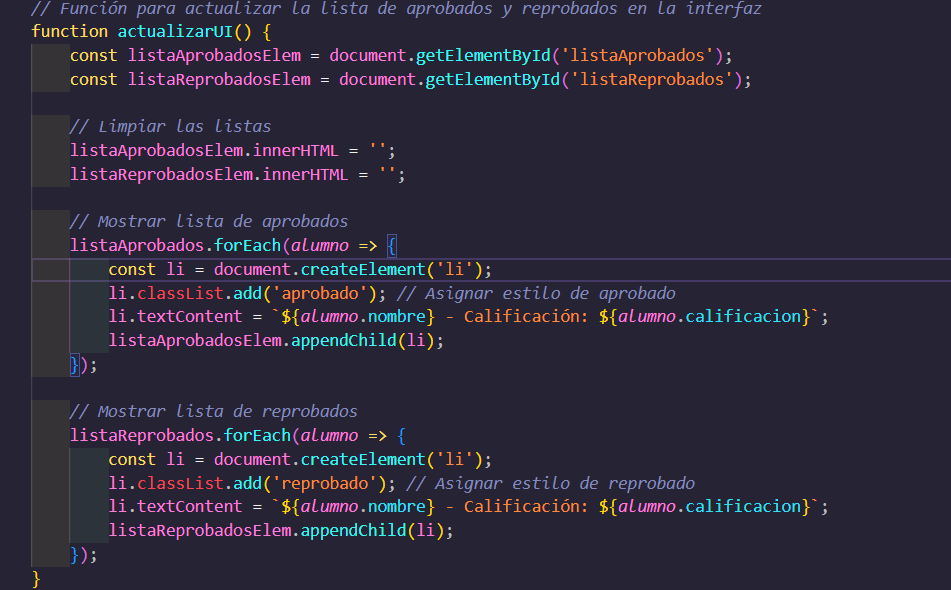 // Función para actualizar la lista de aprobados y reprobados en la interfaz
function actualizarUI() {
    const listaAprobadosElem = document.getElementById('listaAprobados');
    const listaReprobadosElem = document.getElementById('listaReprobados');

    // Limpiar las listas
    listaAprobadosElem.innerHTML = '';
    listaReprobadosElem.innerHTML = '';

    // Mostrar lista de aprobados
    listaAprobados.forEach(alumno => {
        const li = document.createElement('li');
        li.classList.add('aprobado'); // Asignar estilo de aprobado
        li.textContent = `${alumno.nombre} - Calificación: ${alumno.calificacion}`;
        listaAprobadosElem.appendChild(li);
    });

    // Mostrar lista de reprobados
    listaReprobados.forEach(alumno => {
        const li = document.createElement('li');
        li.classList.add('reprobado'); // Asignar estilo de reprobado
        li.textContent = `${alumno.nombre} - Calificación: ${alumno.calificacion}`;
        listaReprobadosElem.appendChild(li);
    });
}